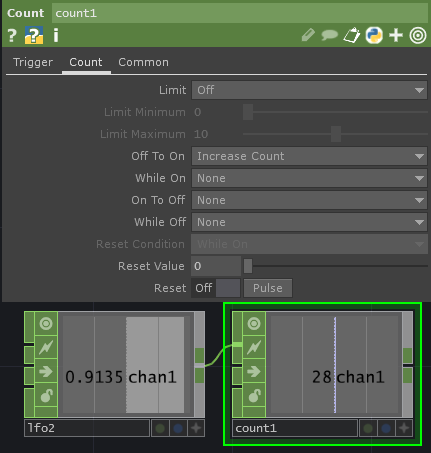 Count count1
? ? i
Trigger Count Common
Limit Off
Limit Minimum 0
Limit Maximum 10
Off To On Increase Count
While On None
On To Off None
While Off None
Reset Condition While On
Reset Value 0
Reset Off Pulse
0.9135 chan1 28 chan1
lfo2 count1